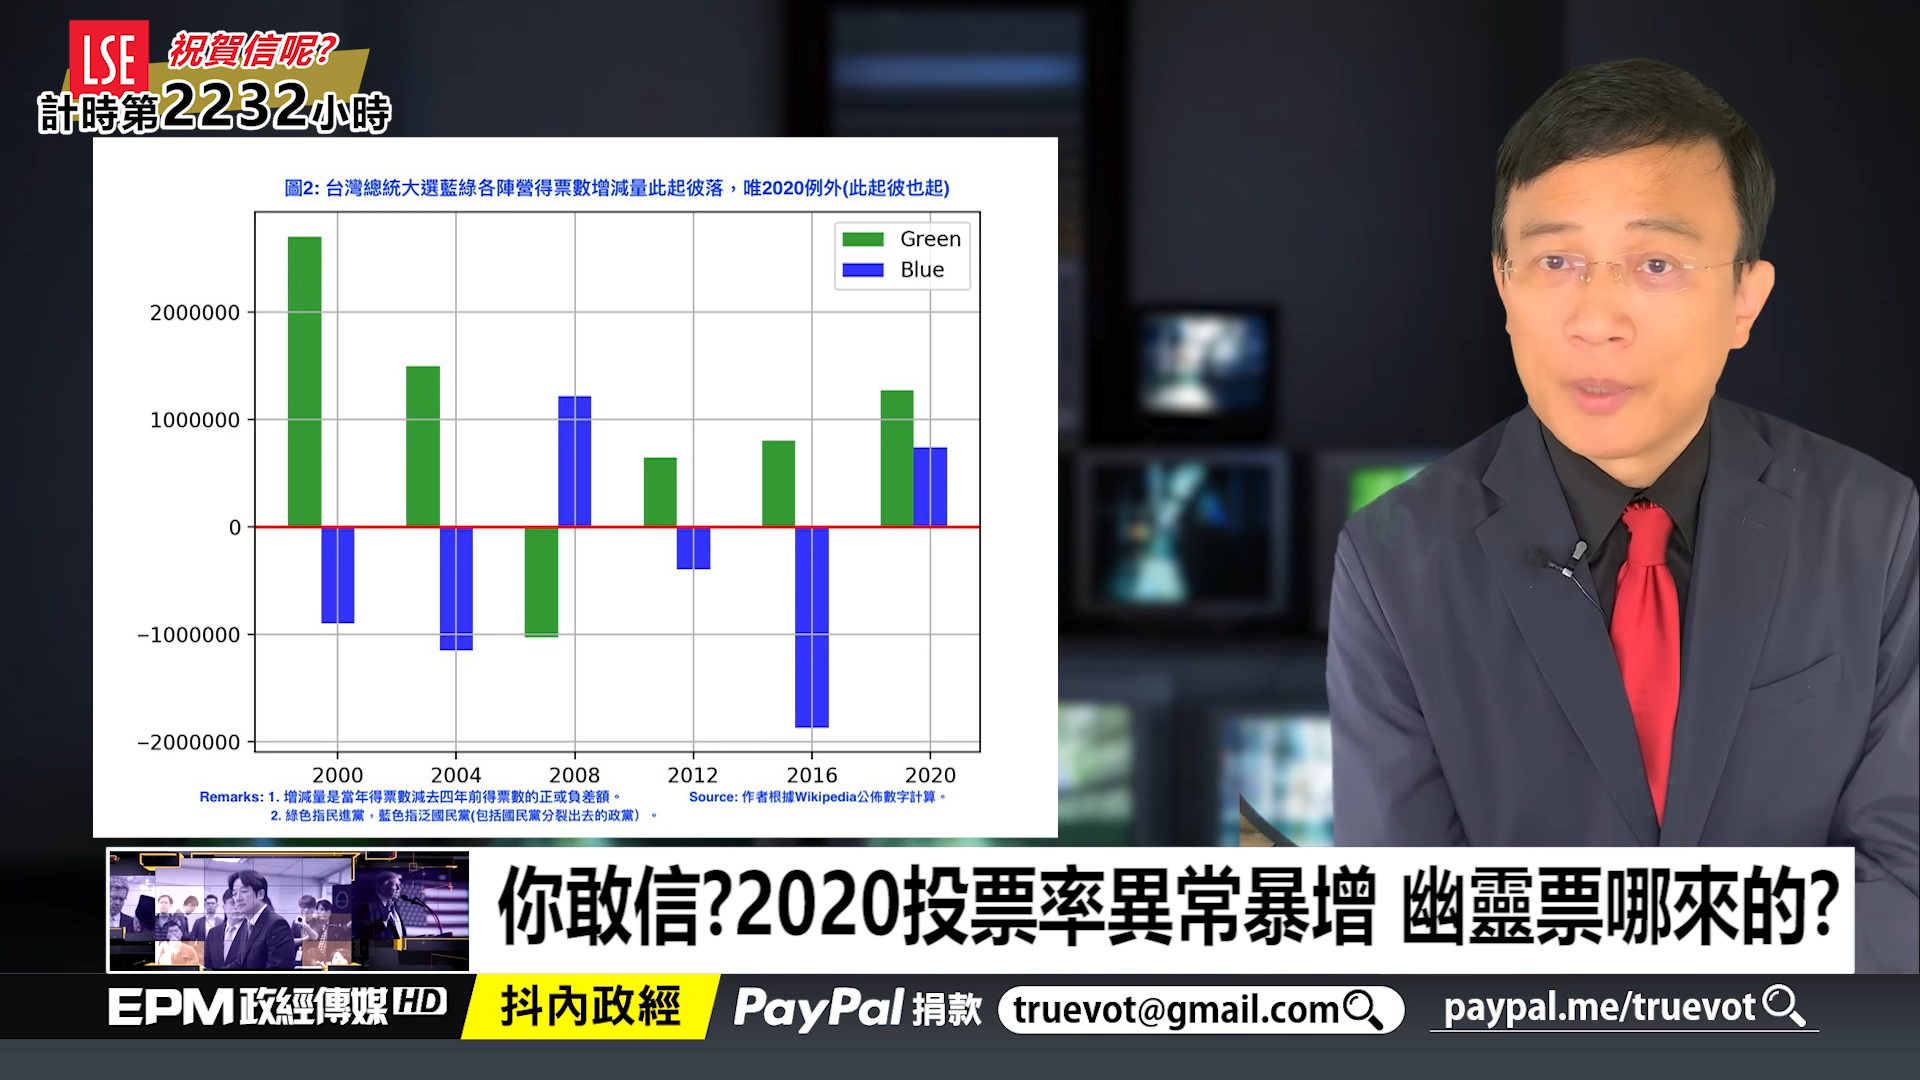 LSE
祝賀信呢?
計時第2232小時
圖2: 台灣總統大選藍綠各陣營得票數增減量此起彼落，唯2020例外(此起彼也起)
Green
Blue
2000000
1000000
0
−1000000
−2000000
2000 2004 2008 2012 2016 2020
Remarks: 1. 增減量是當年得票數減去四年前得票數的正或負差額。
Source: 作者根據Wikipedia公佈數字計算。
2. 綠色指民進黨，藍色指泛國民黨(包括國民黨分裂出去的政黨）。
你敢信?2020投票率異常暴增 幽靈票哪來的?
EPM政經傳媒HD
抖內政經
PayPal 捐款
truevot@gmail.com
paypal.me/truevot